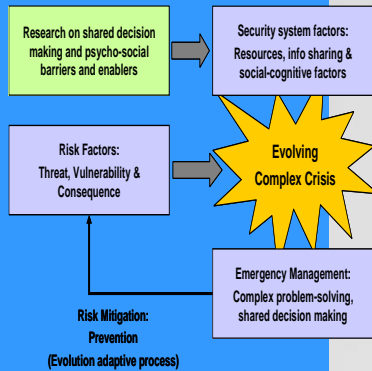 Research on shared decision
making and psycho-social
barriers and enablers
Security system factors:
Resources, info sharing &
social-cognitive factors
Risk Factors:
Threat, Vulnerability &
Consequence
Evolving
Complex Crisis
Emergency Management:
Complex problem-solving,
shared decision making
Risk Mitigation:
Prevention
(Evolution adaptive process)